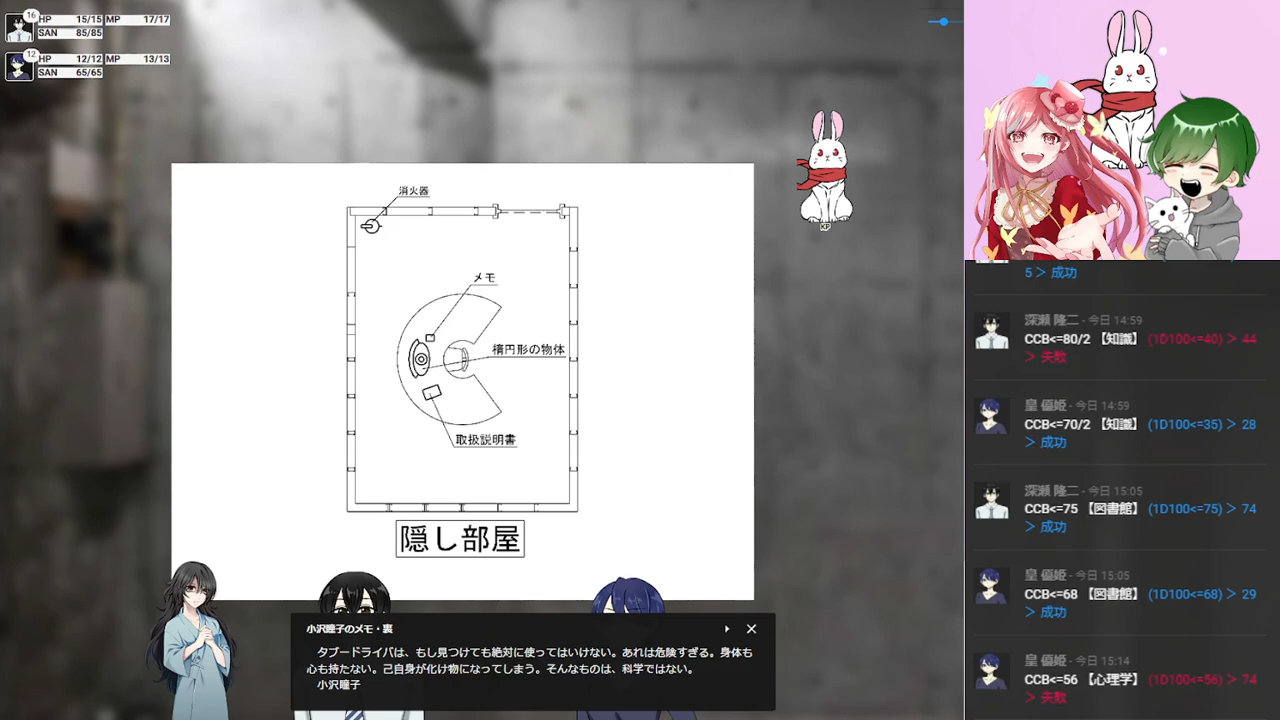 16
HP 15/15 MP 17/17
SAN 85/85
12
HP 12/12 MP 13/13
SAN 65/65
消火器
メモ
楕円形の物体
取扱説明書
隠し部屋
KP
小沢瞳子のメモ・裏
タブードライバは、もし見つけても絶対に使ってはいけない。あれは危険すぎる。身体も
心も持たない。己自身が化け物になってしまう。そんなものは、科学ではない。
小沢瞳子
5 > 成功
深瀬 隆二 - 今日 14:59
CCB<=80/2 【知識】 (1D100<=40) > 44
> 失敗
皇 優姫 - 今日 14:59
CCB<=70/2 【知識】 (1D100<=35) > 28
> 成功
深瀬 隆二 - 今日 15:05
CCB<=75 【図書館】 (1D100<=75) > 74
> 成功
皇 優姫 - 今日 15:05
CCB<=68 【図書館】 (1D100<=68) > 29
> 成功
皇 優姫 - 今日 15:14
CCB<=56 【心理学】 (1D100<=56) > 74
> 失敗